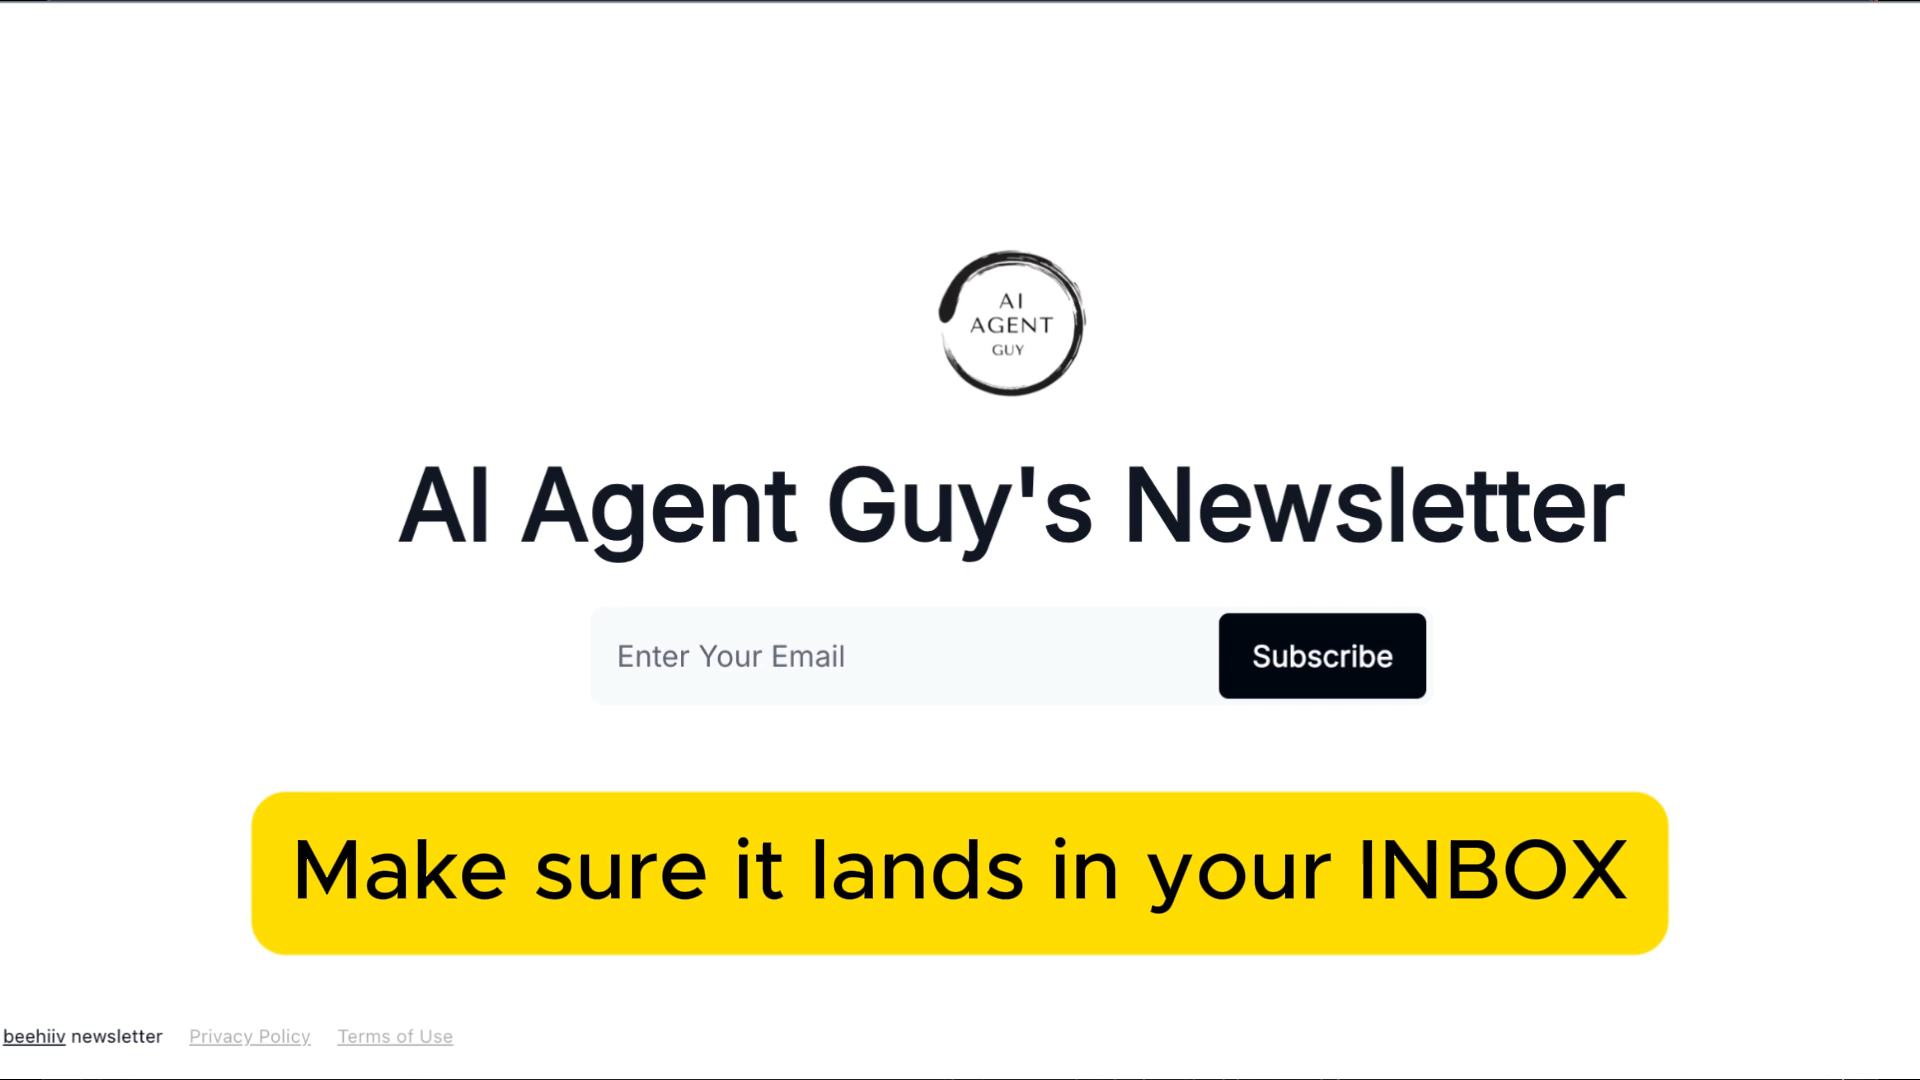 AI
AGENT
GUY
AI Agent Guy's Newsletter
Enter Your Email
Subscribe
Make sure it lands in your INBOX
beehiiv newsletter Privacy Policy Terms of Use